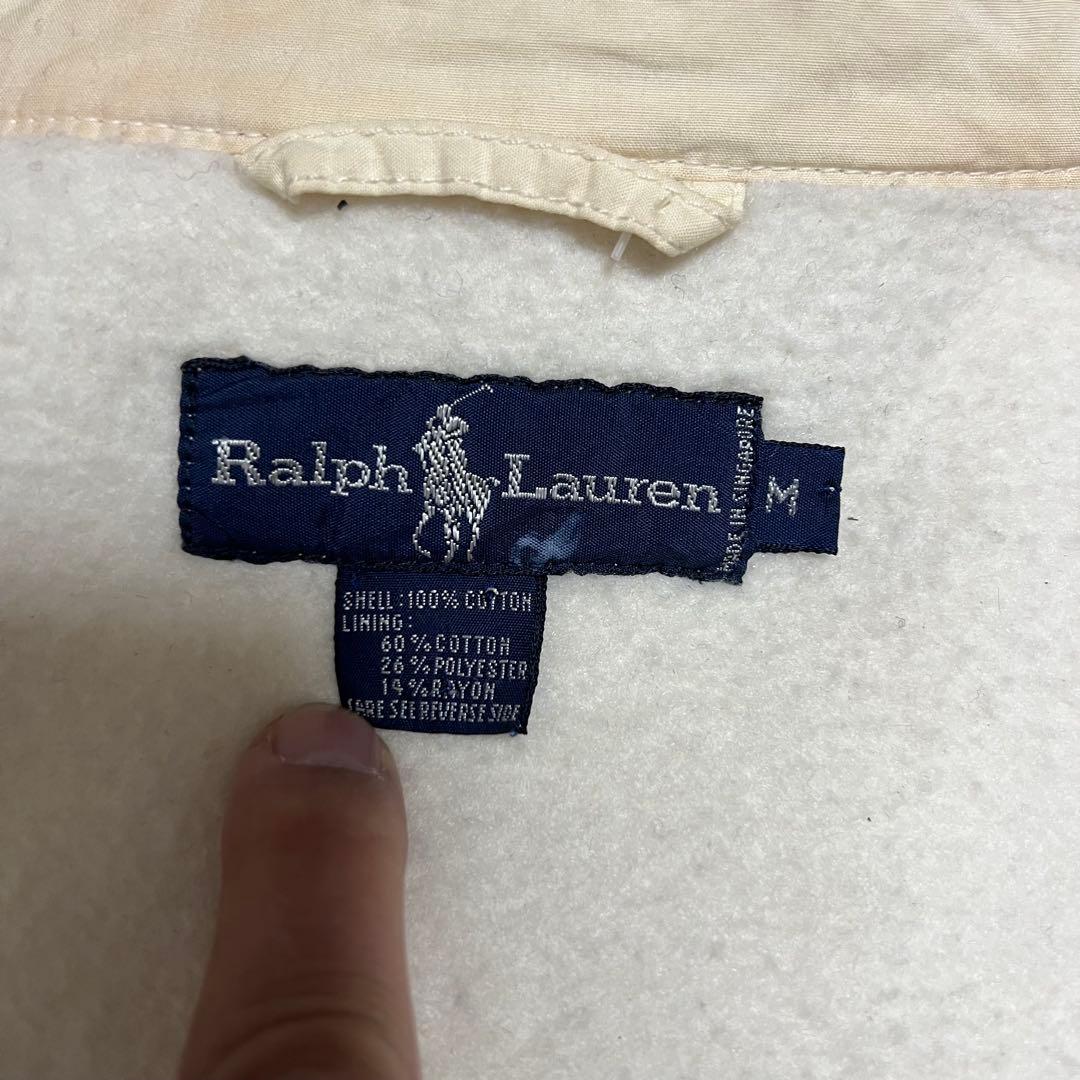 Ralph Lauren
MADE IN SINGAPORE
M
SHELL: 100% COTTON
LINING:
60% COTTON
26% POLYESTER
14% RAYON
CARE SEE REVERSE SIDE